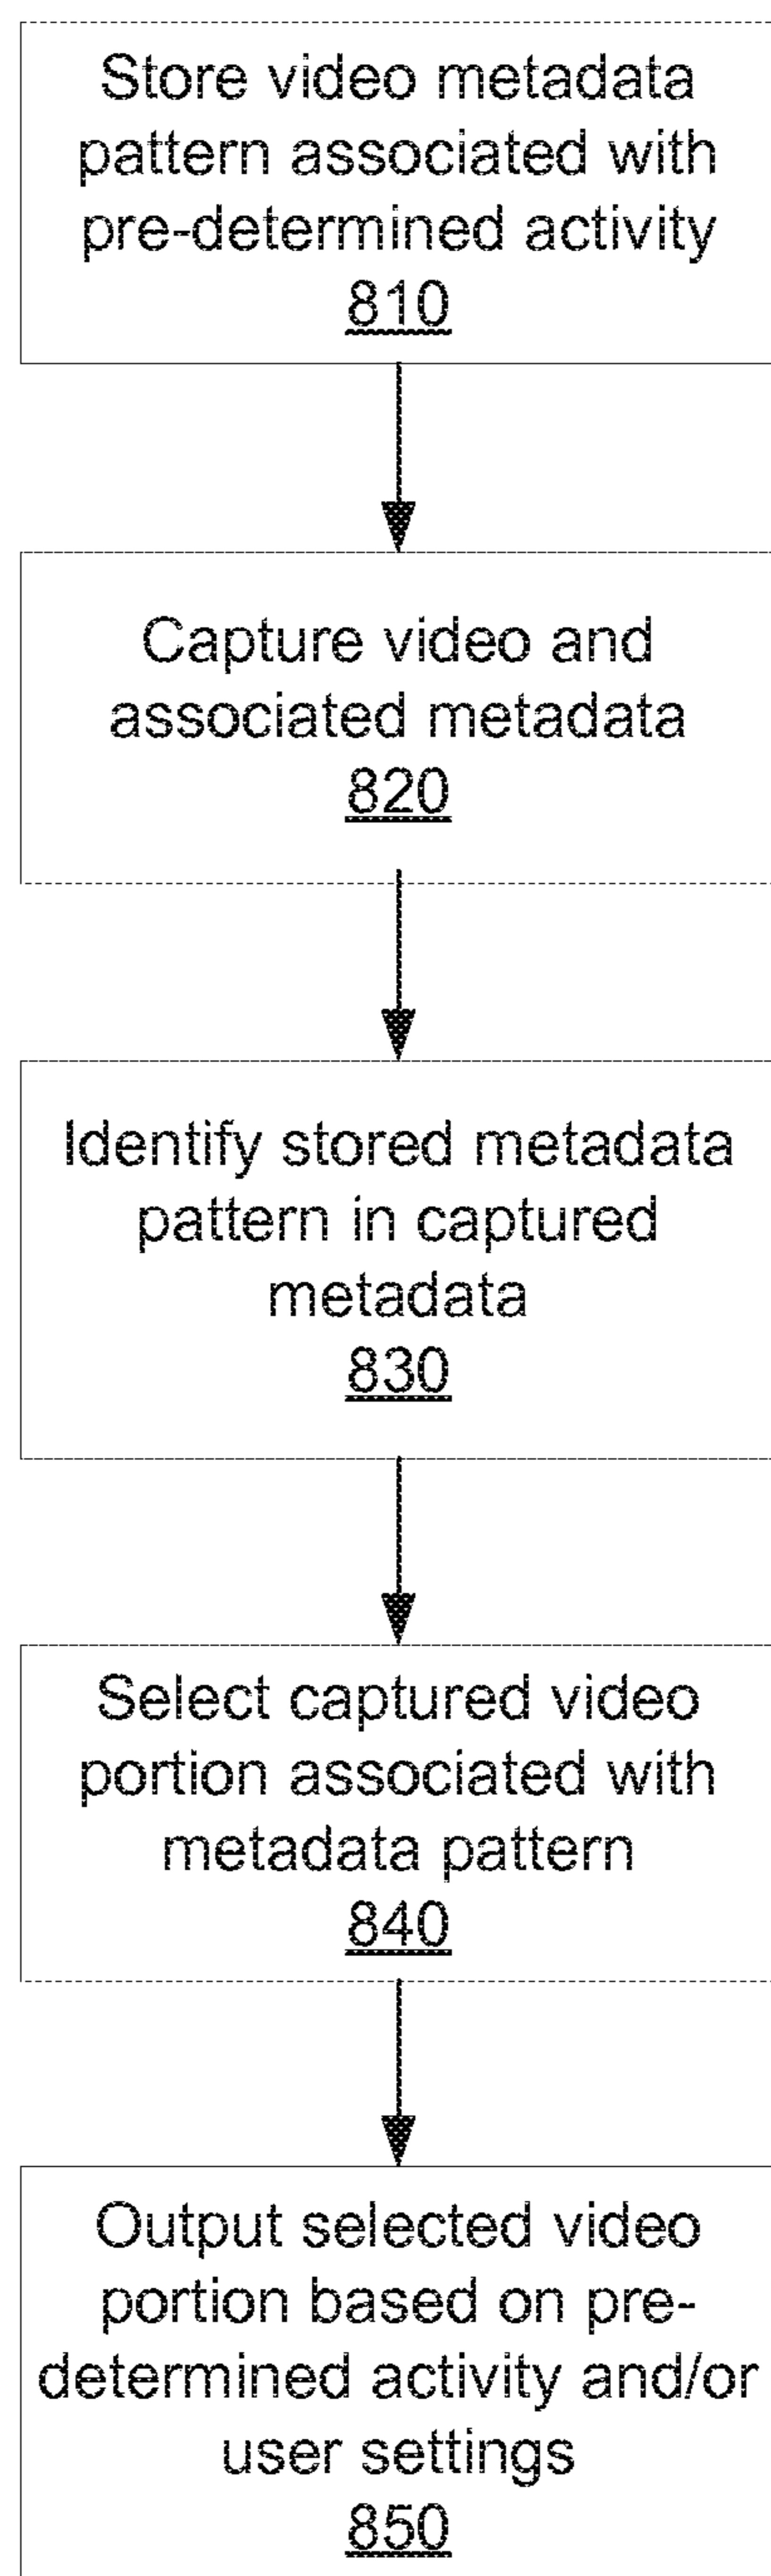 Store video metadata
pattern associated with
pre-determined activity
810
Capture video and
associated metadata
820
Identify stored metadata
pattern in captured
metadata
830
Select captured video
portion associated with
metadata pattern
840
Output selected video
portion based on pre-
determined activity and/or
user settings
850